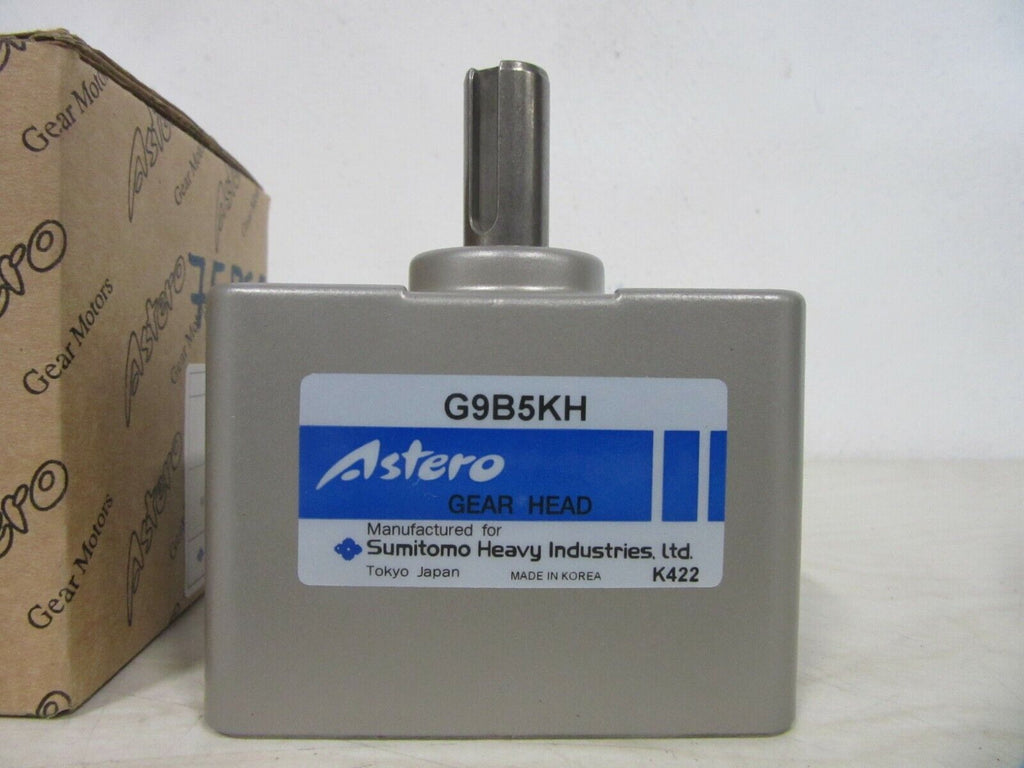 G9B5KH
Astero
GEAR HEAD
Manufactured for
Sumitomo Heavy Industries, Ltd.
Tokyo Japan
MADE IN KOREA
K422
Gear Motors
Astero
Gear Motors
Astero
Gear Motors